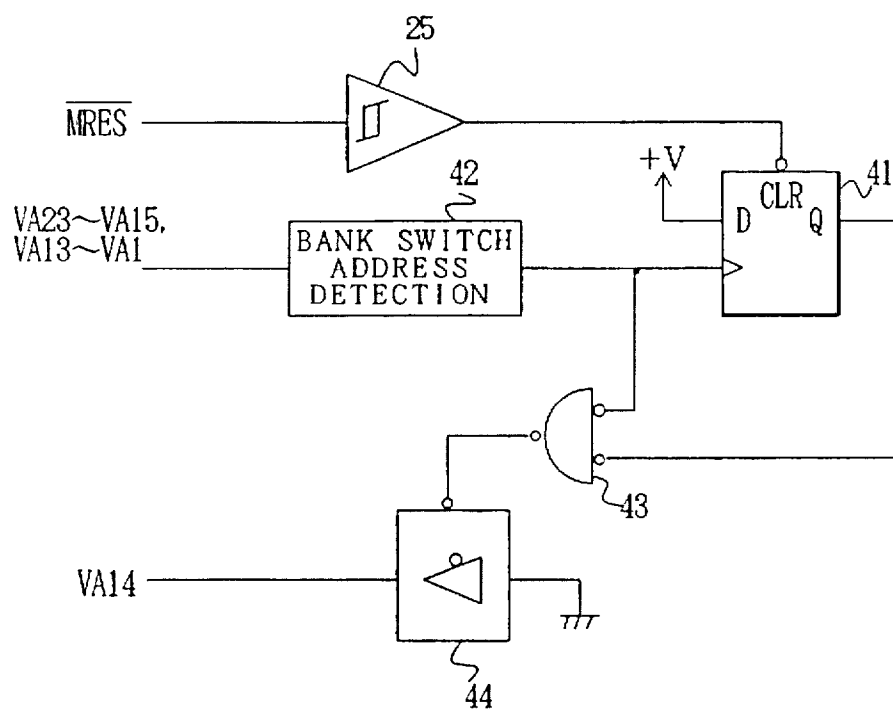 25
MRES
+V
42
41
CLR
D Q
VA23~VA15,
VA13~VA1
BANK SWITCH
ADDRESS
DETECTION
43
VA14
44